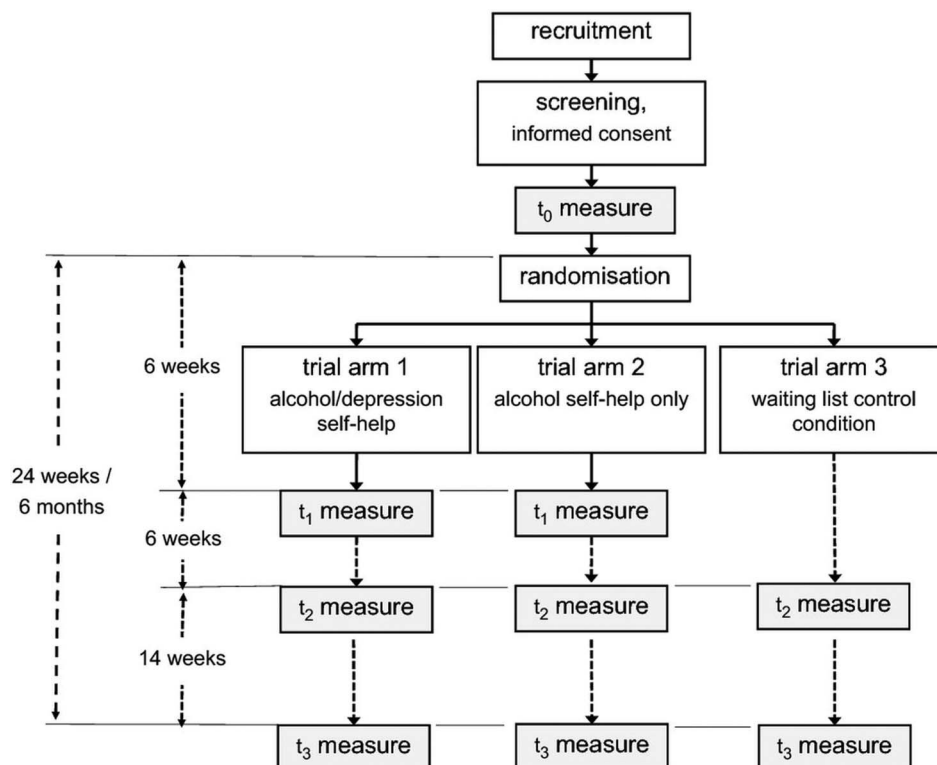 recruitment
screening,
informed consent
t₀ measure
randomisation
6 weeks
trial arm 1
alcohol/depression
self-help
trial arm 2
alcohol self-help only
trial arm 3
waiting list control
condition
24 weeks /
6 months
t₁ measure
t₁ measure
6 weeks
t₂ measure
t₂ measure
t₂ measure
14 weeks
t₃ measure
t₃ measure
t₃ measure